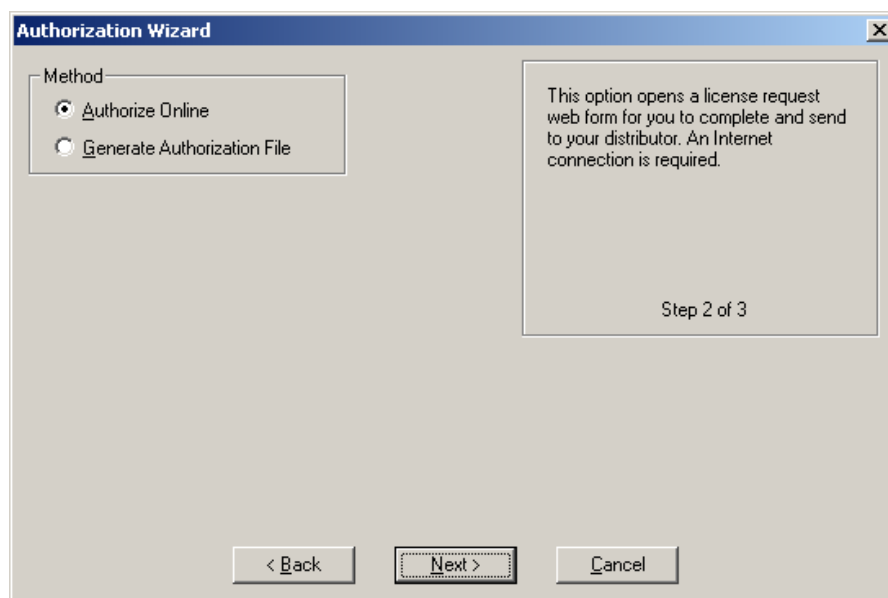 Authorization Wizard
Method
Authorize Online
Generate Authorization File
This option opens a license request
web form for you to complete and send
to your distributor. An Internet
connection is required.
Step 2 of 3
< Back
Next >
Cancel